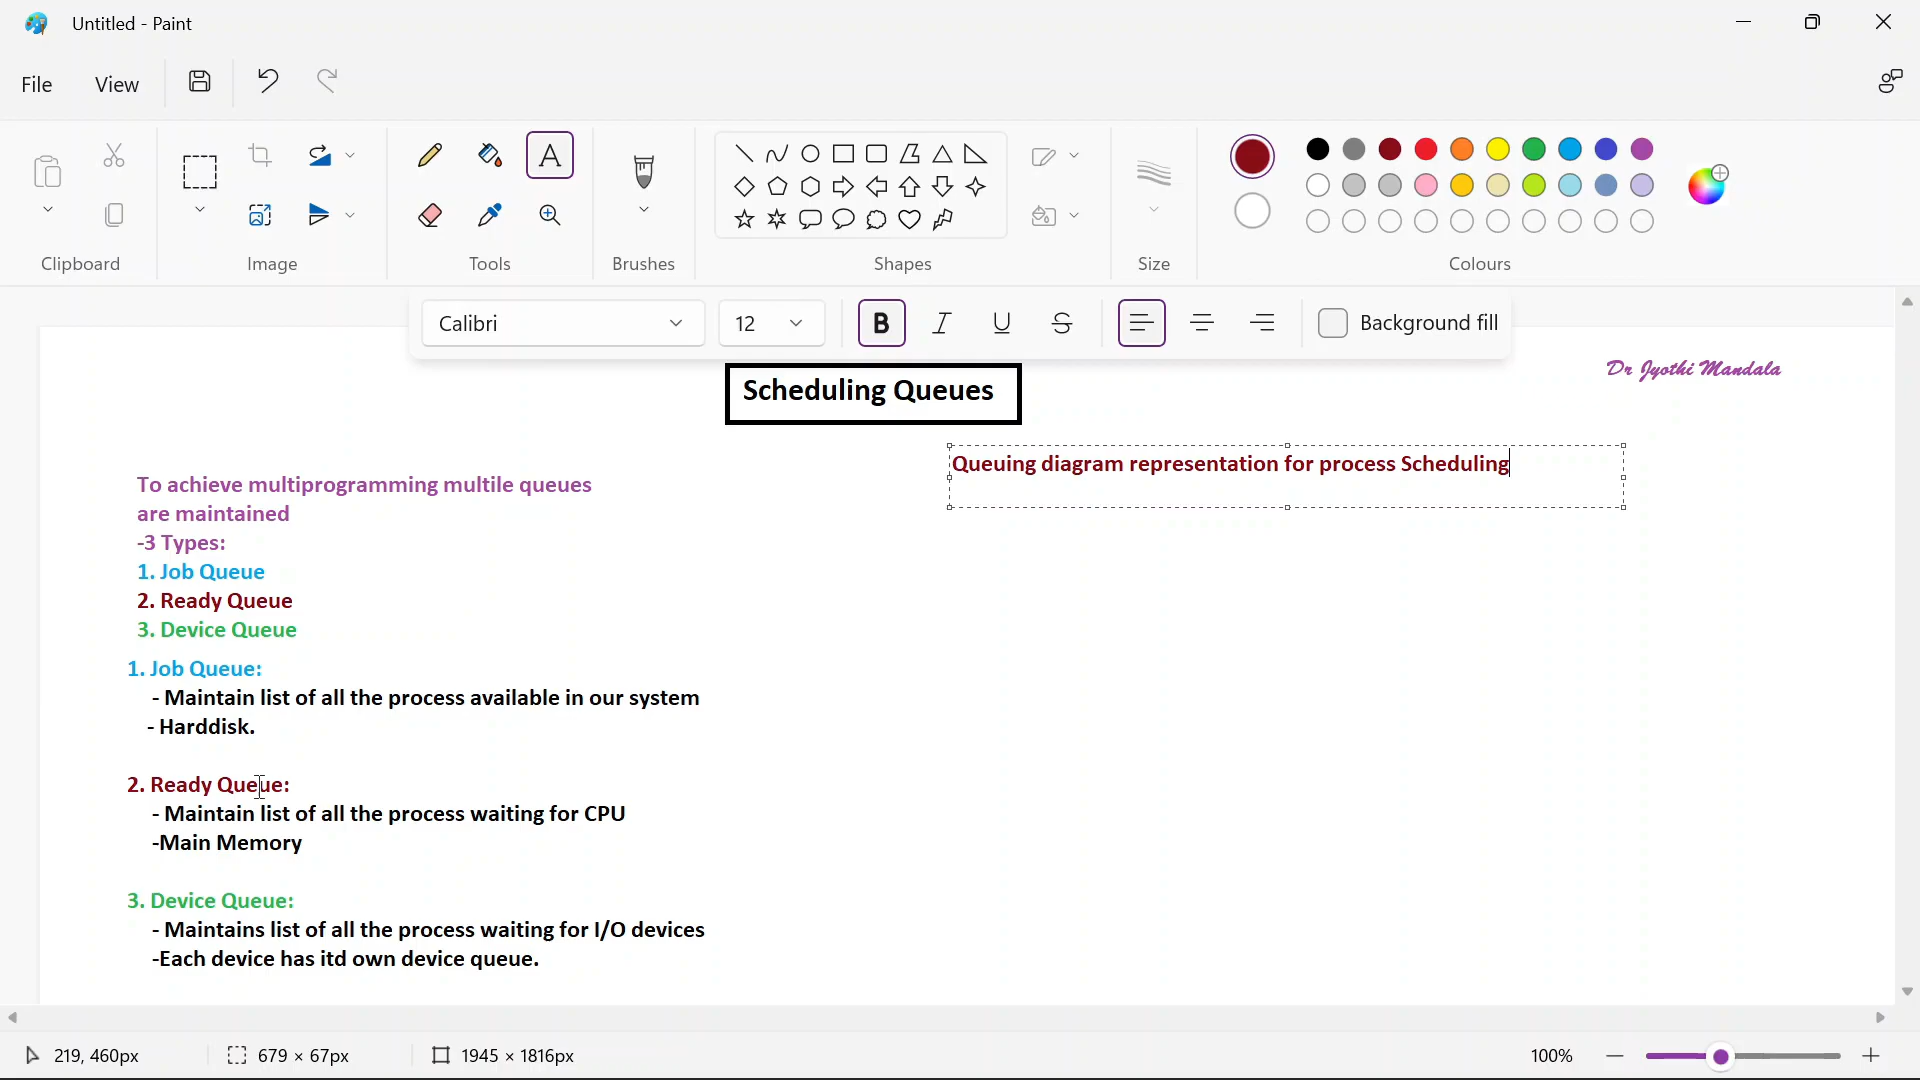 Untitled - Paint
File View
Clipboard Image Tools Brushes Shapes Size Colours
Calibri 12 B I U S Background fill
Scheduling Queues
Dr Jyothi Mandala
Queuing diagram representation for process Scheduling
To achieve multiprogramming multile queues
are maintained
-3 Types:
1. Job Queue
2. Ready Queue
3. Device Queue
1. Job Queue:
- Maintain list of all the process available in our system
- Harddisk.
2. Ready Queue:
- Maintain list of all the process waiting for CPU
-Main Memory
3. Device Queue:
- Maintains list of all the process waiting for I/O devices
-Each device has itd own device queue.
219, 460px 679 × 67px 1945 × 1816px 100%